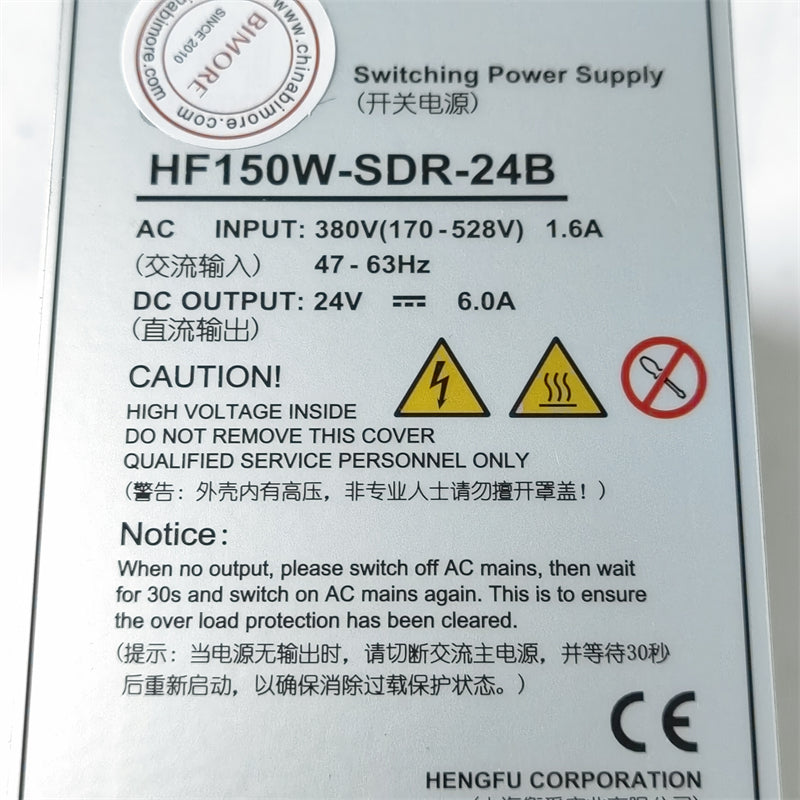 BIMORE
SINCE 2010
www.chinabimore.com
chinabimore.com
Switching Power Supply
(开关电源)
HF150W-SDR-24B
AC INPUT: 380V(170-528V) 1.6A
(交流输入) 47-63Hz
DC OUTPUT: 24V 6.0A
(直流输出)
CAUTION!
HIGH VOLTAGE INSIDE
DO NOT REMOVE THIS COVER
QUALIFIED SERVICE PERSONNEL ONLY
(警告：外壳内有高压，非专业人士请勿擅开罩盖！)
Notice:
When no output, please switch off AC mains, then wait
for 30s and switch on AC mains again. This is to ensure
the over load protection has been cleared.
(提示：当电源无输出时，请切断交流主电源，并等待30秒
后重新启动，以确保消除过载保护状态。)
CE
HENGFU CORPORATION